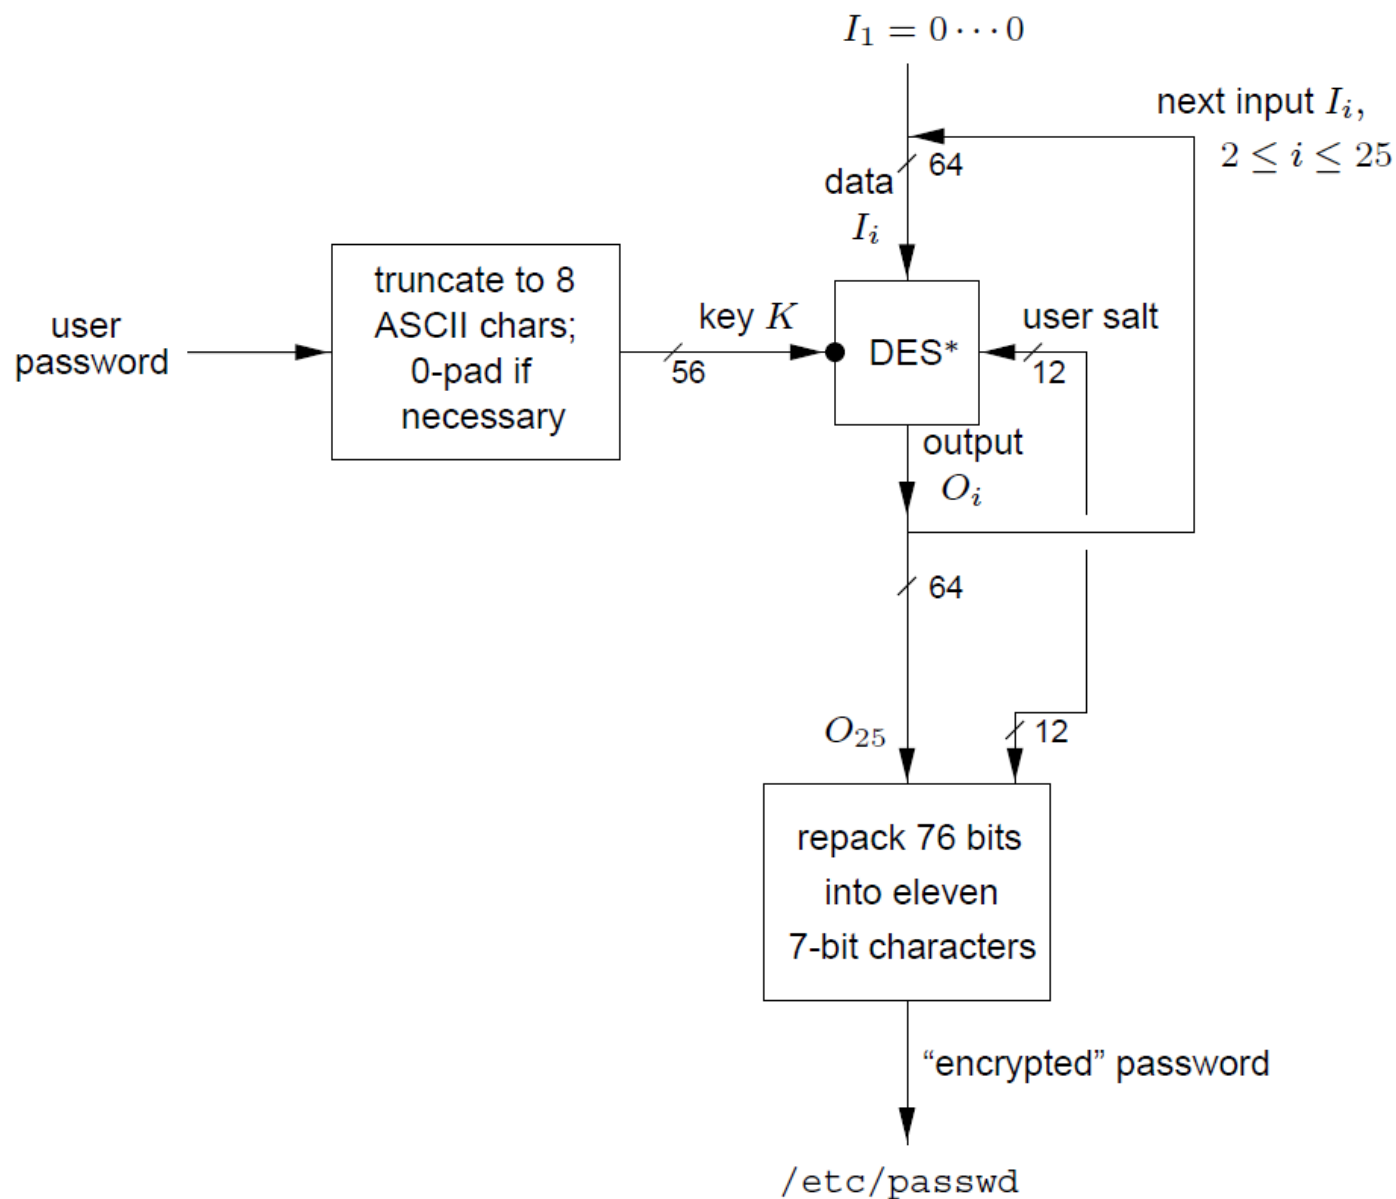 I₁ = 0 ⋯ 0
next input Iᵢ,
2 ≤ i ≤ 25
64
data
Iᵢ
truncate to 8
ASCII chars;
0-pad if
necessary
user
password
key K
56
DES*
user salt
12
output
Oᵢ
64
O₂₅
12
repack 76 bits
into eleven
7-bit characters
“encrypted” password
/etc/passwd